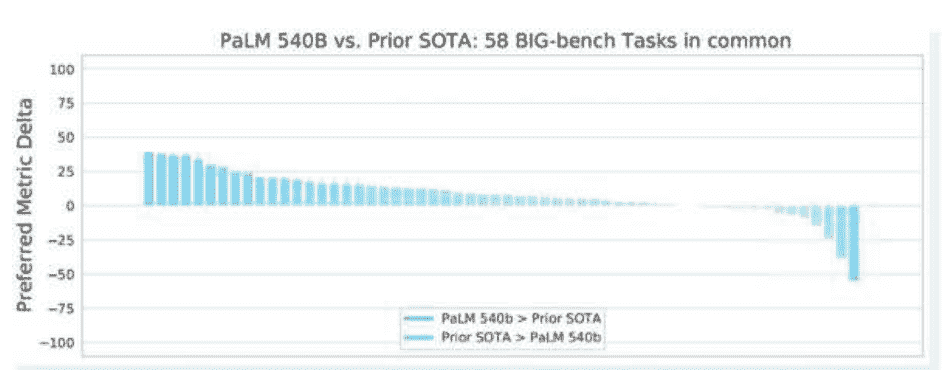 PaLM 540B vs. Prior SOTA: 58 BIG-bench Tasks in common
Preferred Metric Delta
100
75
50
25
0
−25
−50
−75
−100
PaLM 540b > Prior SOTA
Prior SOTA > PaLM 540b